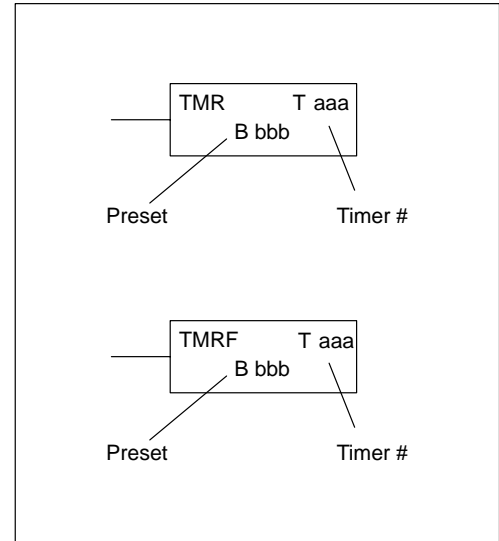 TMR T aaa
B bbb
Preset Timer #
TMRF T aaa
B bbb
Preset Timer #